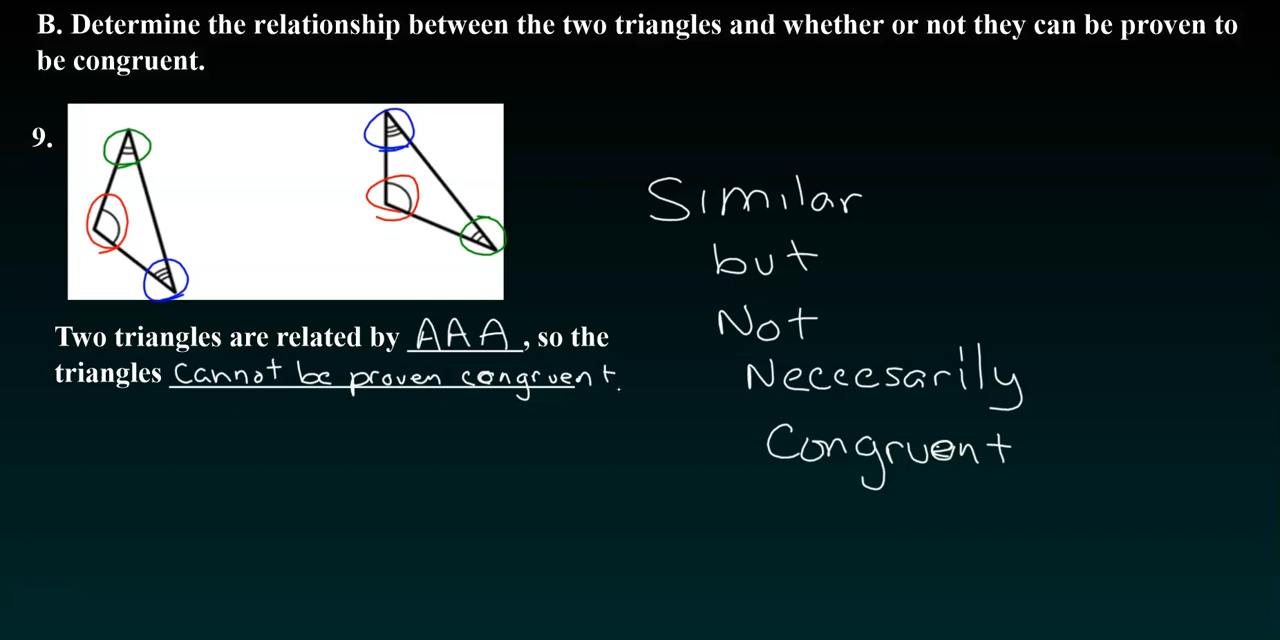 B. Determine the relationship between the two triangles and whether or not they can be proven to
be congruent.
9.
Two triangles are related by AAA, so the
triangles Cannot be proven congruent.
Similar
but
Not
Neccesarily
Congruent